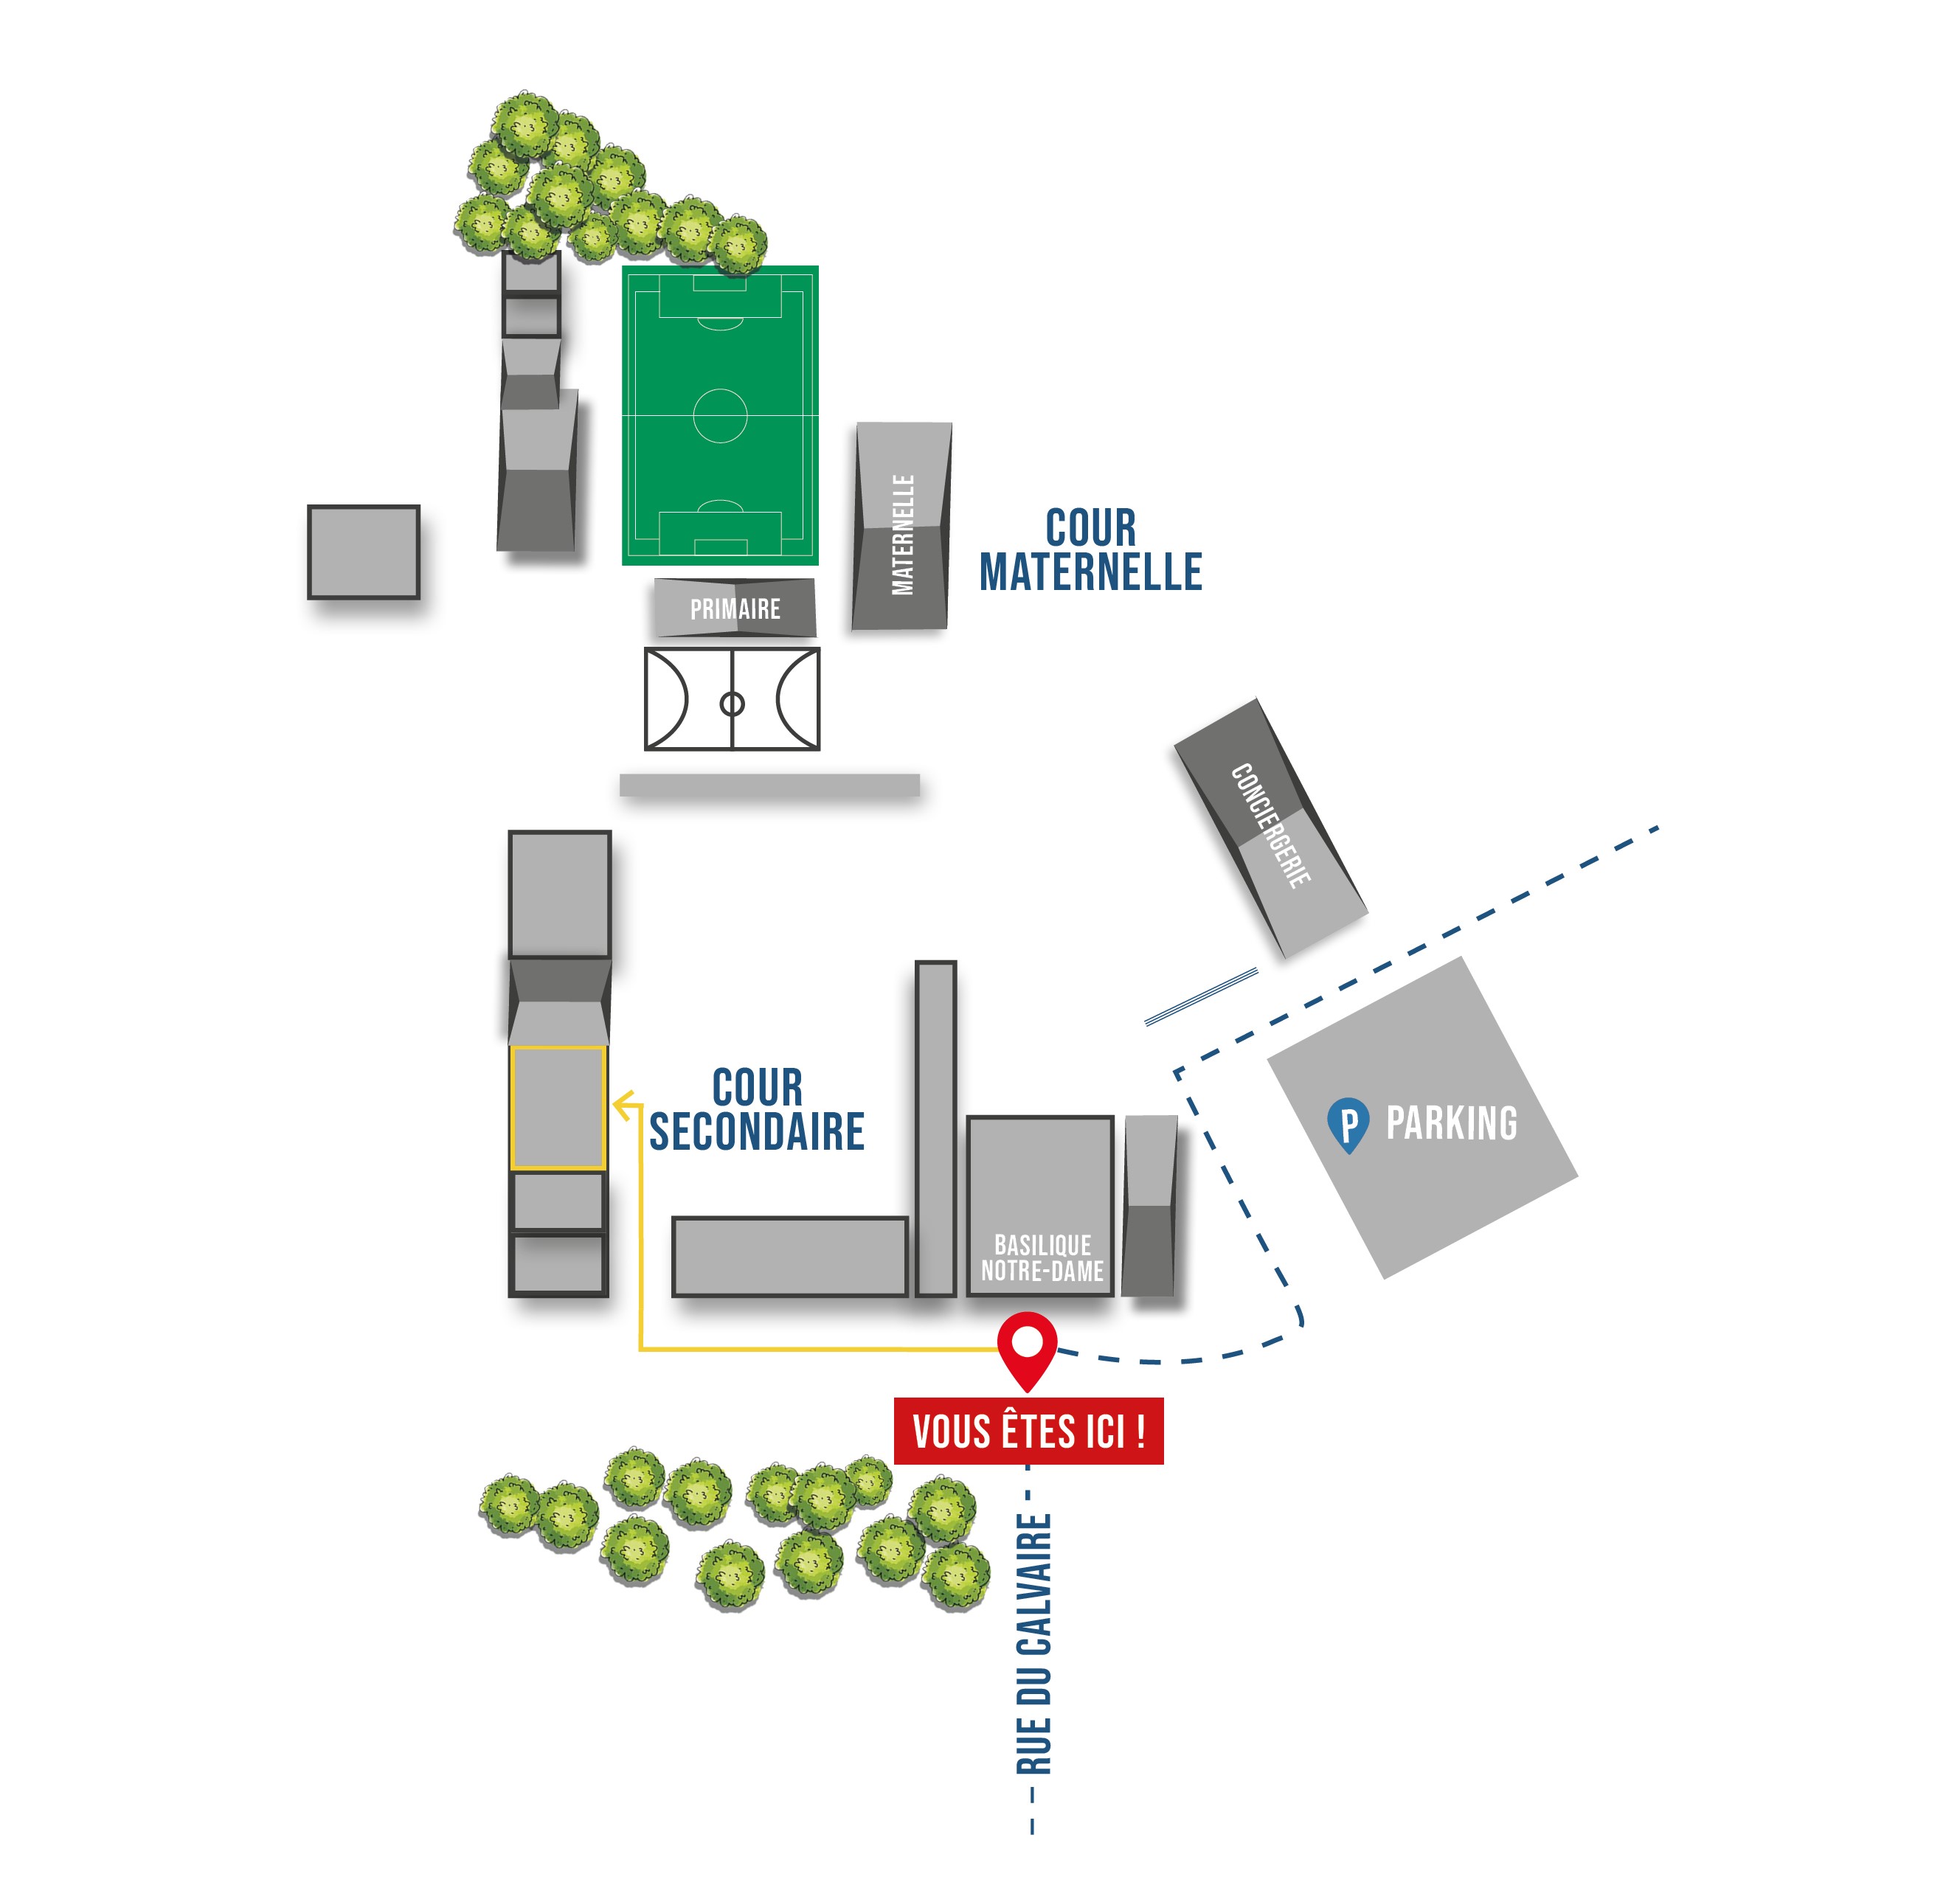 MATERNELLE
COUR
MATERNELLE
PRIMAIRE
CONCIERGERIE
COUR
SECONDAIRE
P PARKING
BASILIQUE
NOTRE-DAME
VOUS ÊTES ICI !
RUE DU CALVAIRE